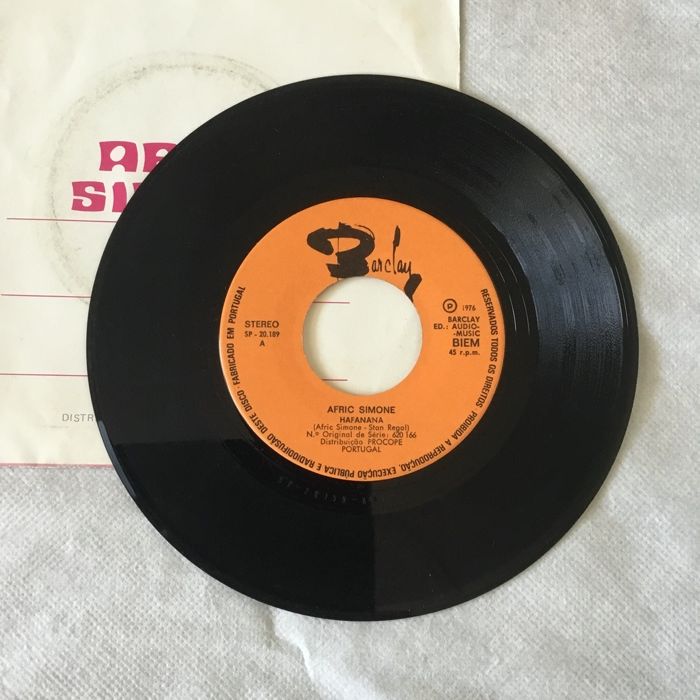 Barclay
STEREO
SP - 20.189
A
℗ 1976
BARCLAY
ED.: AUDIO-
-MUSIC
BIEM
45 r.p.m.
AFRIC SIMONE
HAFANANA
(Afric Simone - Stan Regal)
N.º Original de Série: 620 166
Distribuição PROCOPE
PORTUGAL
RESERVADOS TODOS OS DIREITOS PROIBIDA A REPRODUÇÃO, EXECUÇÃO PUBLICA E RADIODIFUSÃO DESTE DISCO · FABRICADO EM PORTUGAL
DISTR